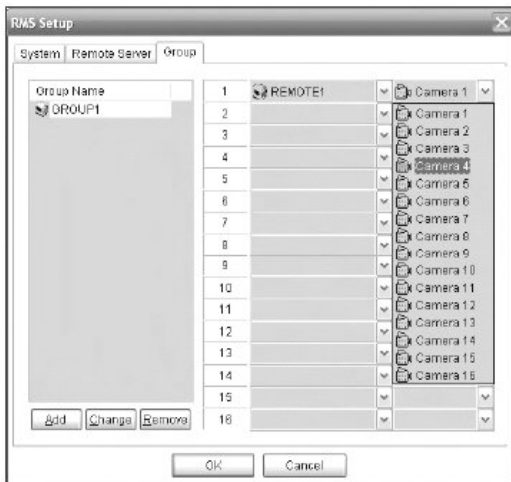 RMS Setup
System Remote Server Group
Group Name
GROUP1
Add Change Remove
1 REMOTE1 Camera 1
2 Camera 1
3 Camera 2
Camera 3
4 Camera 4
5 Camera 5
6 Camera 6
7 Camera 7
8 Camera 8
9 Camera 9
10 Camera 10
11 Camera 11
12 Camera 12
13 Camera 13
Camera 14
14 Camera 15
Camera 16
15
16
OK Cancel